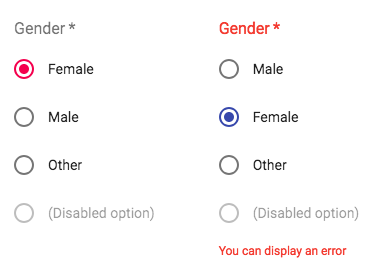 Gender *
Female
Male
Other
(Disabled option)
Gender *
Male
Female
Other
(Disabled option)
You can display an error